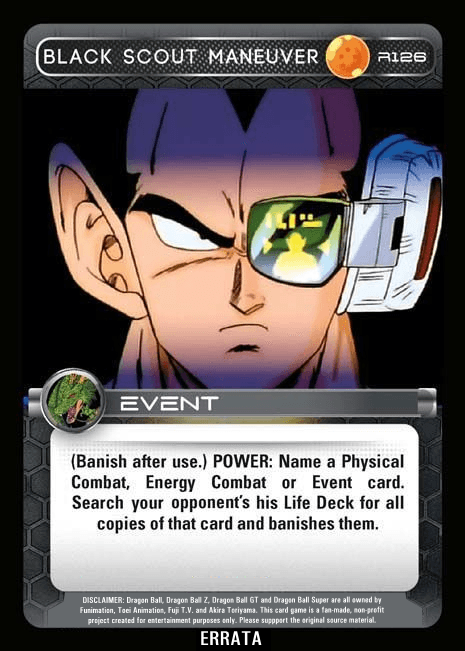 BLACK SCOUT MANEUVER R126
EVENT
(Banish after use.) POWER: Name a Physical
Combat, Energy Combat or Event card.
Search your opponent's his Life Deck for all
copies of that card and banishes them.
DISCLAIMER: Dragon Ball, Dragon Ball Z, Dragon Ball GT and Dragon Ball Super are all owned by
Funimation, Toei Animation, Fuji T.V. and Akira Toriyama. This card game is a fan-made, non-profit
project created for entertainment purposes only. Please suppport the original source material.
ERRATA